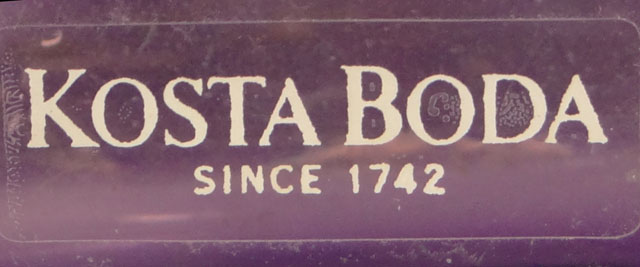 KOSTA BODA
SINCE 1742